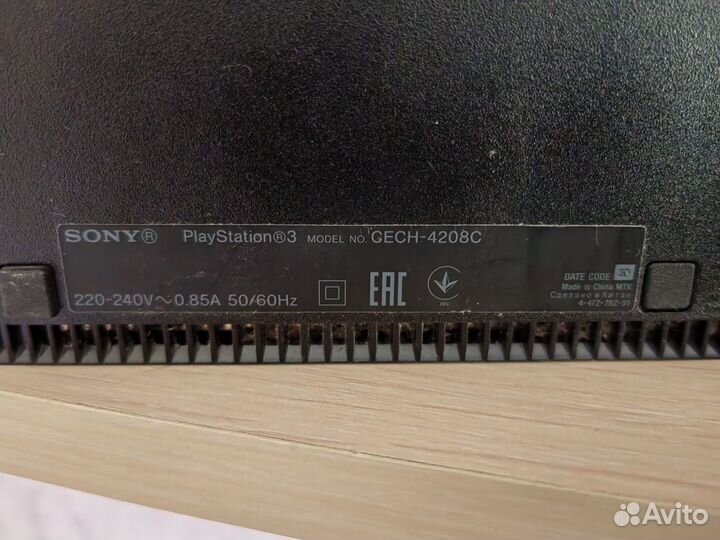 SONY® PlayStation®3 MODEL NO. CECH-4208C
220-240V～0.85A 50/60Hz
EAC
DATE CODE 3D
Made in China MTK
Сделано в Китае
4-472-282-01
Avito